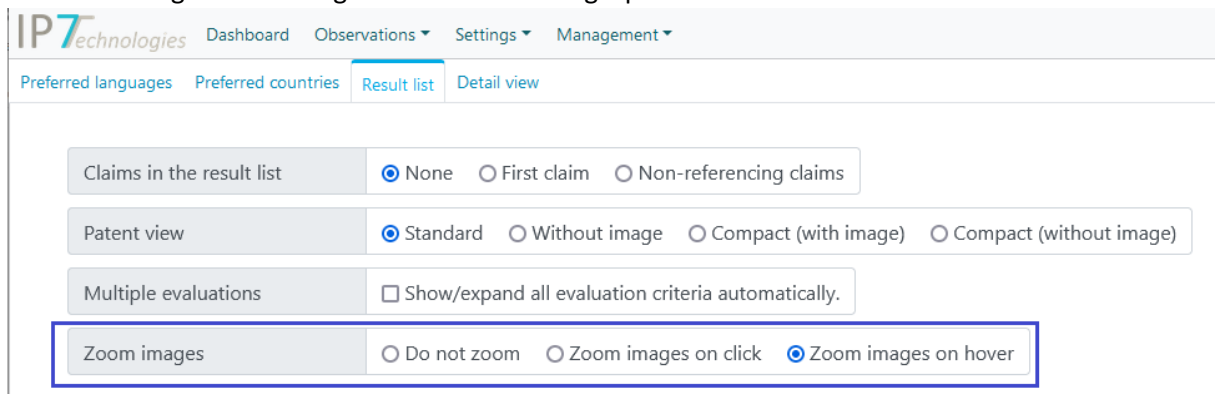 IP7Technologies Dashboard Observations Settings Management
Preferred languages Preferred countries Result list Detail view
Claims in the result list None First claim Non-referencing claims
Patent view Standard Without image Compact (with image) Compact (without image)
Multiple evaluations Show/expand all evaluation criteria automatically.
Zoom images Do not zoom Zoom images on click Zoom images on hover